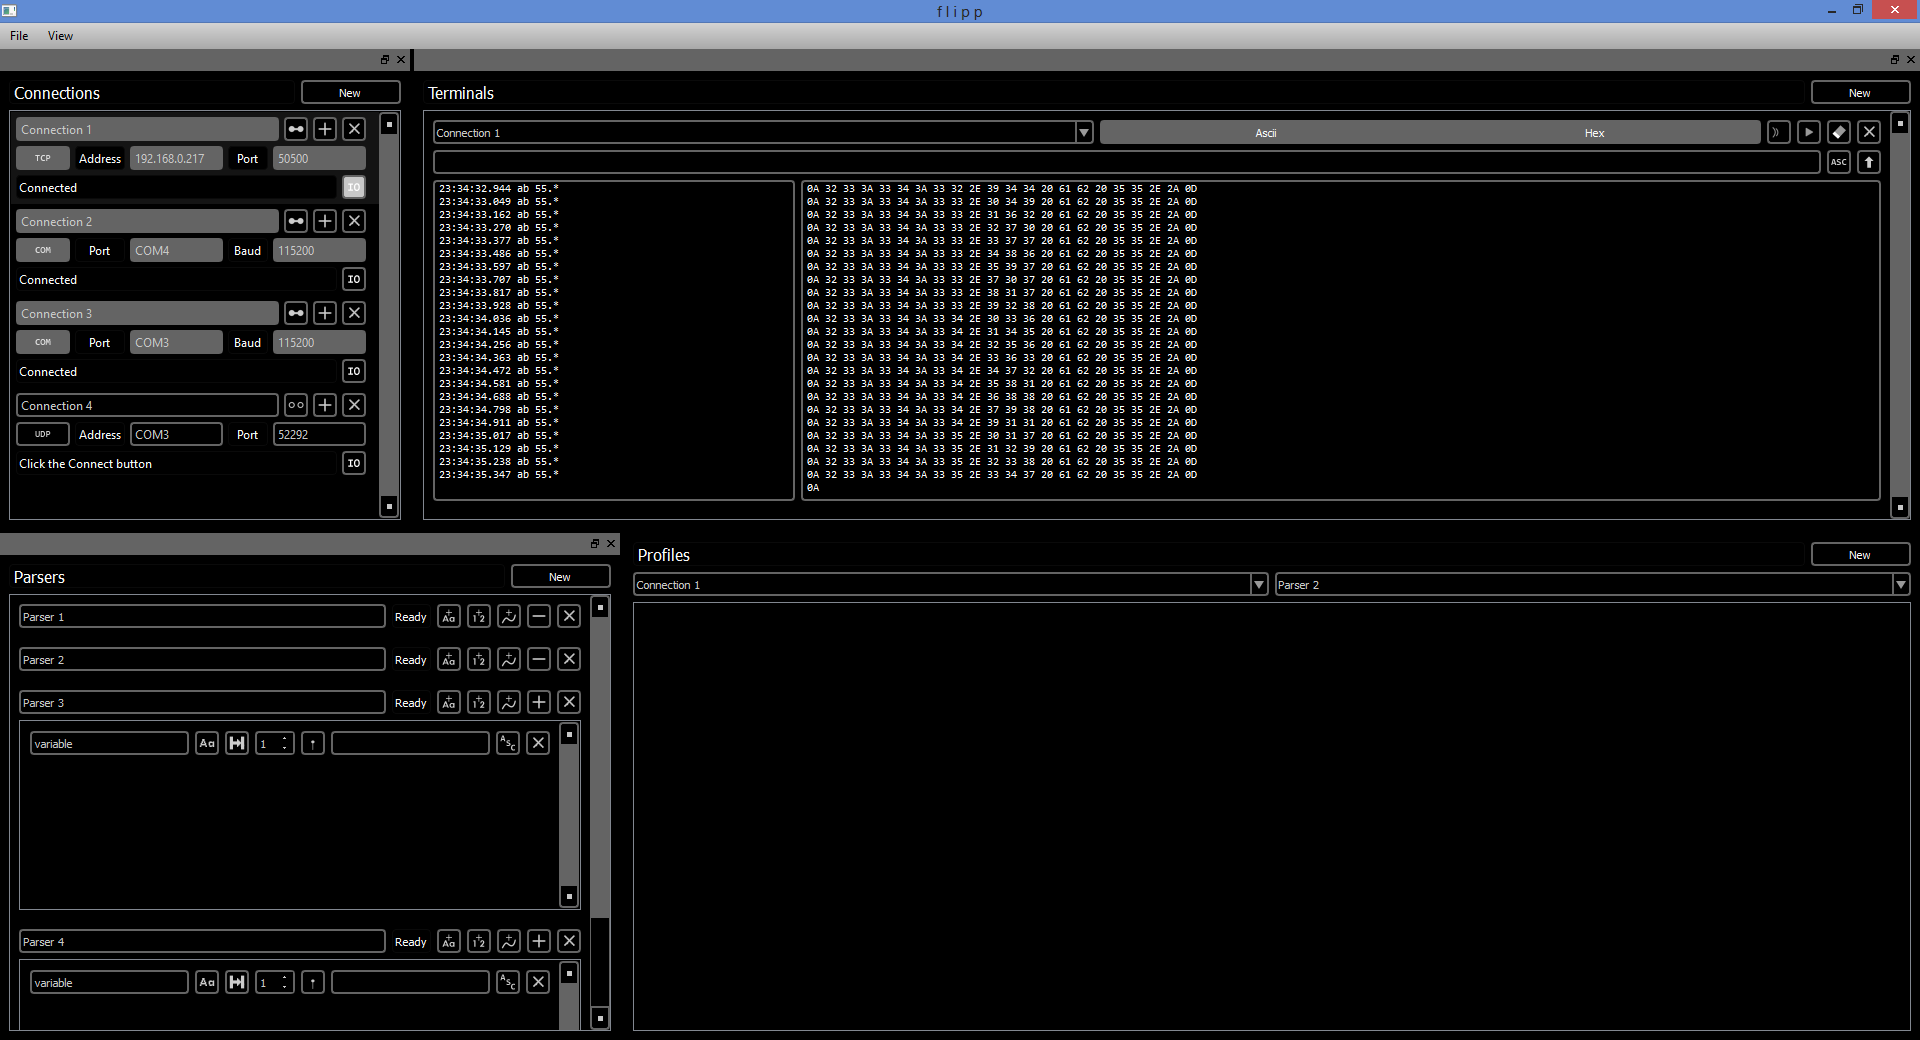 flipp
File View
Connections New
Connection 1
TCP Address 192.168.0.217 Port 50500
Connected IO
Connection 2
COM Port COM4 Baud 115200
Connected IO
Connection 3
COM Port COM3 Baud 115200
Connected IO
Connection 4
UDP Address COM3 Port 52292
Click the Connect button IO
Terminals New
Connection 1 Ascii Hex
ASC
23:34:32.944 ab 55.*
23:34:33.049 ab 55.*
23:34:33.162 ab 55.*
23:34:33.270 ab 55.*
23:34:33.377 ab 55.*
23:34:33.486 ab 55.*
23:34:33.597 ab 55.*
23:34:33.707 ab 55.*
23:34:33.817 ab 55.*
23:34:33.928 ab 55.*
23:34:34.036 ab 55.*
23:34:34.145 ab 55.*
23:34:34.256 ab 55.*
23:34:34.363 ab 55.*
23:34:34.472 ab 55.*
23:34:34.581 ab 55.*
23:34:34.688 ab 55.*
23:34:34.798 ab 55.*
23:34:34.911 ab 55.*
23:34:35.017 ab 55.*
23:34:35.129 ab 55.*
23:34:35.238 ab 55.*
23:34:35.347 ab 55.*
0A 32 33 3A 33 34 3A 33 32 2E 39 34 34 20 61 62 20 35 35 2E 2A 0D
0A 32 33 3A 33 34 3A 33 33 2E 30 34 39 20 61 62 20 35 35 2E 2A 0D
0A 32 33 3A 33 34 3A 33 33 2E 31 36 32 20 61 62 20 35 35 2E 2A 0D
0A 32 33 3A 33 34 3A 33 33 2E 32 37 30 20 61 62 20 35 35 2E 2A 0D
0A 32 33 3A 33 34 3A 33 33 2E 33 37 37 20 61 62 20 35 35 2E 2A 0D
0A 32 33 3A 33 34 3A 33 33 2E 34 38 36 20 61 62 20 35 35 2E 2A 0D
0A 32 33 3A 33 34 3A 33 33 2E 35 39 37 20 61 62 20 35 35 2E 2A 0D
0A 32 33 3A 33 34 3A 33 33 2E 37 30 37 20 61 62 20 35 35 2E 2A 0D
0A 32 33 3A 33 34 3A 33 33 2E 38 31 37 20 61 62 20 35 35 2E 2A 0D
0A 32 33 3A 33 34 3A 33 33 2E 39 32 38 20 61 62 20 35 35 2E 2A 0D
0A 32 33 3A 33 34 3A 33 34 2E 30 33 36 20 61 62 20 35 35 2E 2A 0D
0A 32 33 3A 33 34 3A 33 34 2E 31 34 35 20 61 62 20 35 35 2E 2A 0D
0A 32 33 3A 33 34 3A 33 34 2E 32 35 36 20 61 62 20 35 35 2E 2A 0D
0A 32 33 3A 33 34 3A 33 34 2E 33 36 33 20 61 62 20 35 35 2E 2A 0D
0A 32 33 3A 33 34 3A 33 34 2E 34 37 32 20 61 62 20 35 35 2E 2A 0D
0A 32 33 3A 33 34 3A 33 34 2E 35 38 31 20 61 62 20 35 35 2E 2A 0D
0A 32 33 3A 33 34 3A 33 34 2E 36 38 38 20 61 62 20 35 35 2E 2A 0D
0A 32 33 3A 33 34 3A 33 34 2E 37 39 38 20 61 62 20 35 35 2E 2A 0D
0A 32 33 3A 33 34 3A 33 34 2E 39 31 31 20 61 62 20 35 35 2E 2A 0D
0A 32 33 3A 33 34 3A 33 35 2E 30 31 37 20 61 62 20 35 35 2E 2A 0D
0A 32 33 3A 33 34 3A 33 35 2E 31 32 39 20 61 62 20 35 35 2E 2A 0D
0A 32 33 3A 33 34 3A 33 35 2E 32 33 38 20 61 62 20 35 35 2E 2A 0D
0A 32 33 3A 33 34 3A 33 35 2E 33 34 37 20 61 62 20 35 35 2E 2A 0D
0A
Parsers New
Parser 1 Ready Aa 12
Parser 2 Ready Aa 12
Parser 3 Ready Aa 12
variable Aa 1 ASC
Parser 4 Ready Aa 12
variable Aa 1 ASC
Profiles New
Connection 1 Parser 2